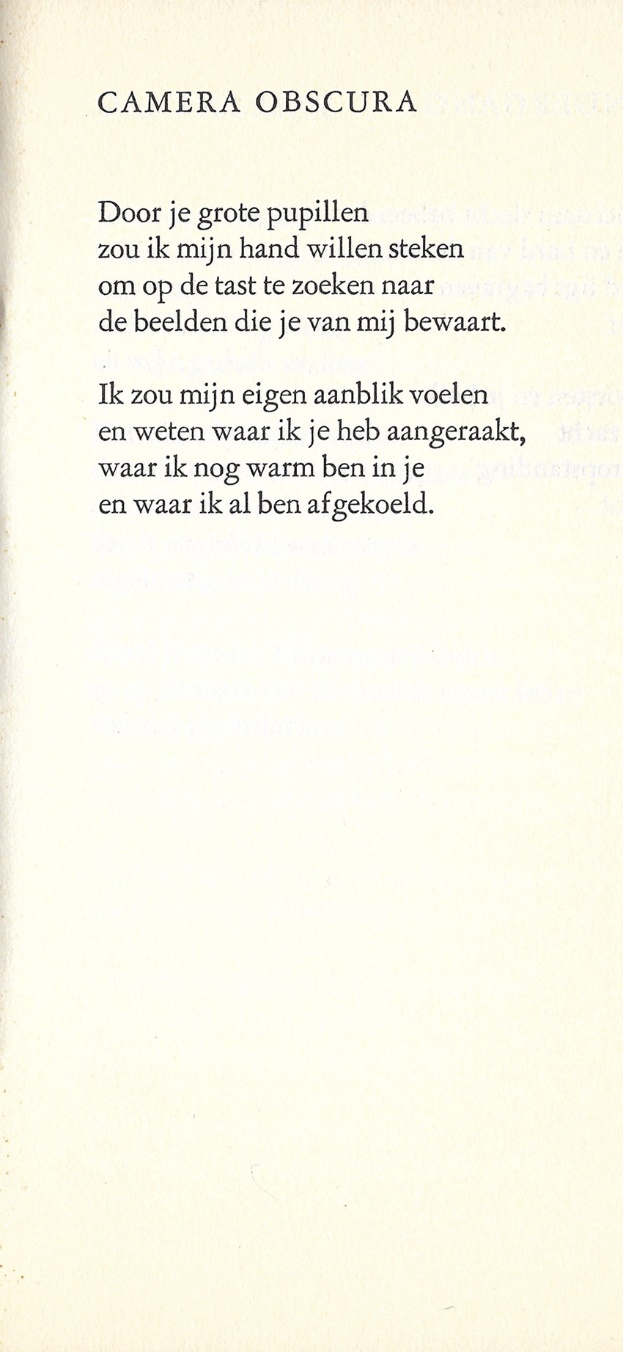 CAMERA OBSCURA
Door je grote pupillen
zou ik mijn hand willen steken
om op de tast te zoeken naar
de beelden die je van mij bewaart.
Ik zou mijn eigen aanblik voelen
en weten waar ik je heb aangeraakt,
waar ik nog warm ben in je
en waar ik al ben afgekoeld.